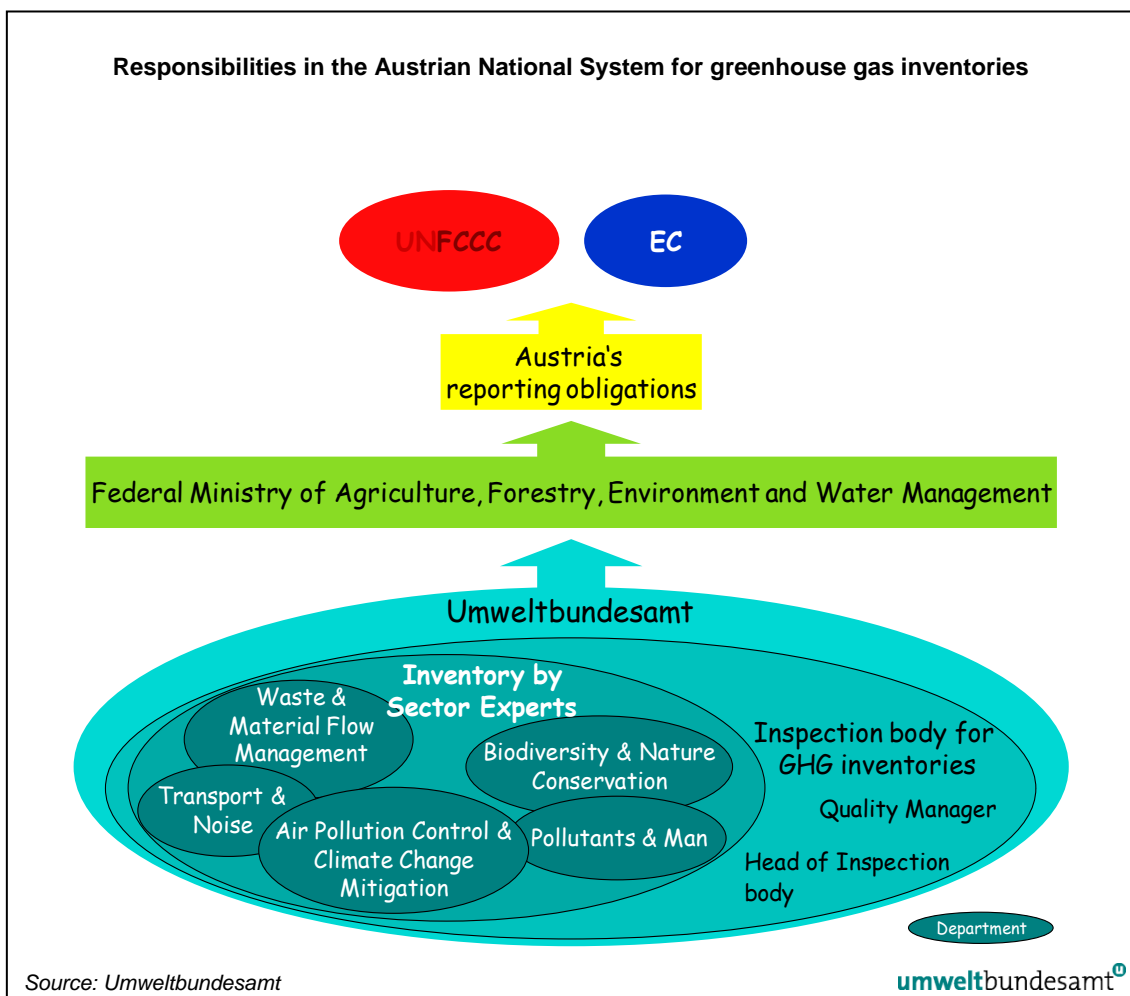 Responsibilities in the Austrian National System for greenhouse gas inventories
UNFCCC
EC
Austria‘s
reporting obligations
Federal Ministry of Agriculture, Forestry, Environment and Water Management
Umweltbundesamt
Inventory by
Sector Experts
Waste &
Material Flow
Management
Biodiversity & Nature
Conservation
Transport &
Noise
Air Pollution Control &
Climate Change
Mitigation
Pollutants & Man
Inspection body for
GHG inventories
Quality Manager
Head of Inspection
body
Department
Source: Umweltbundesamt
umweltbundesamt u